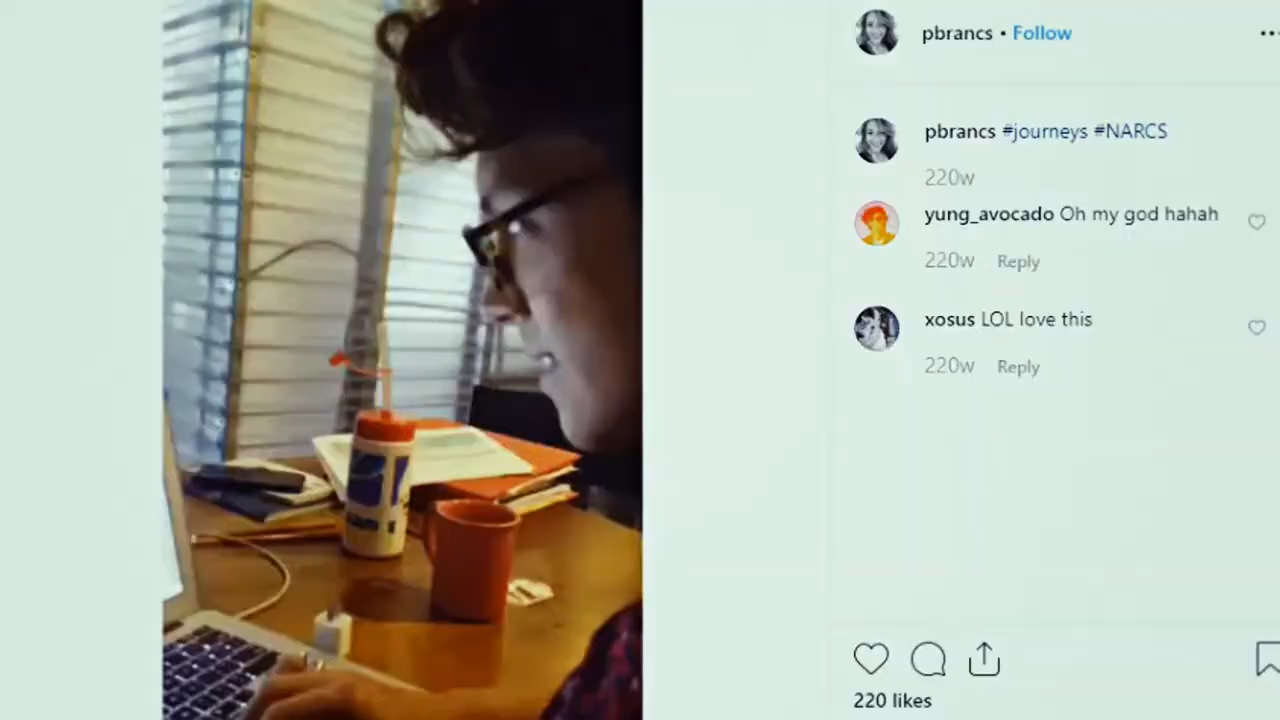 pbrancs • Follow
pbrancs #journeys #NARCS
220w
yung_avocado Oh my god hahah
220w Reply
xosus LOL love this
220w Reply
220 likes